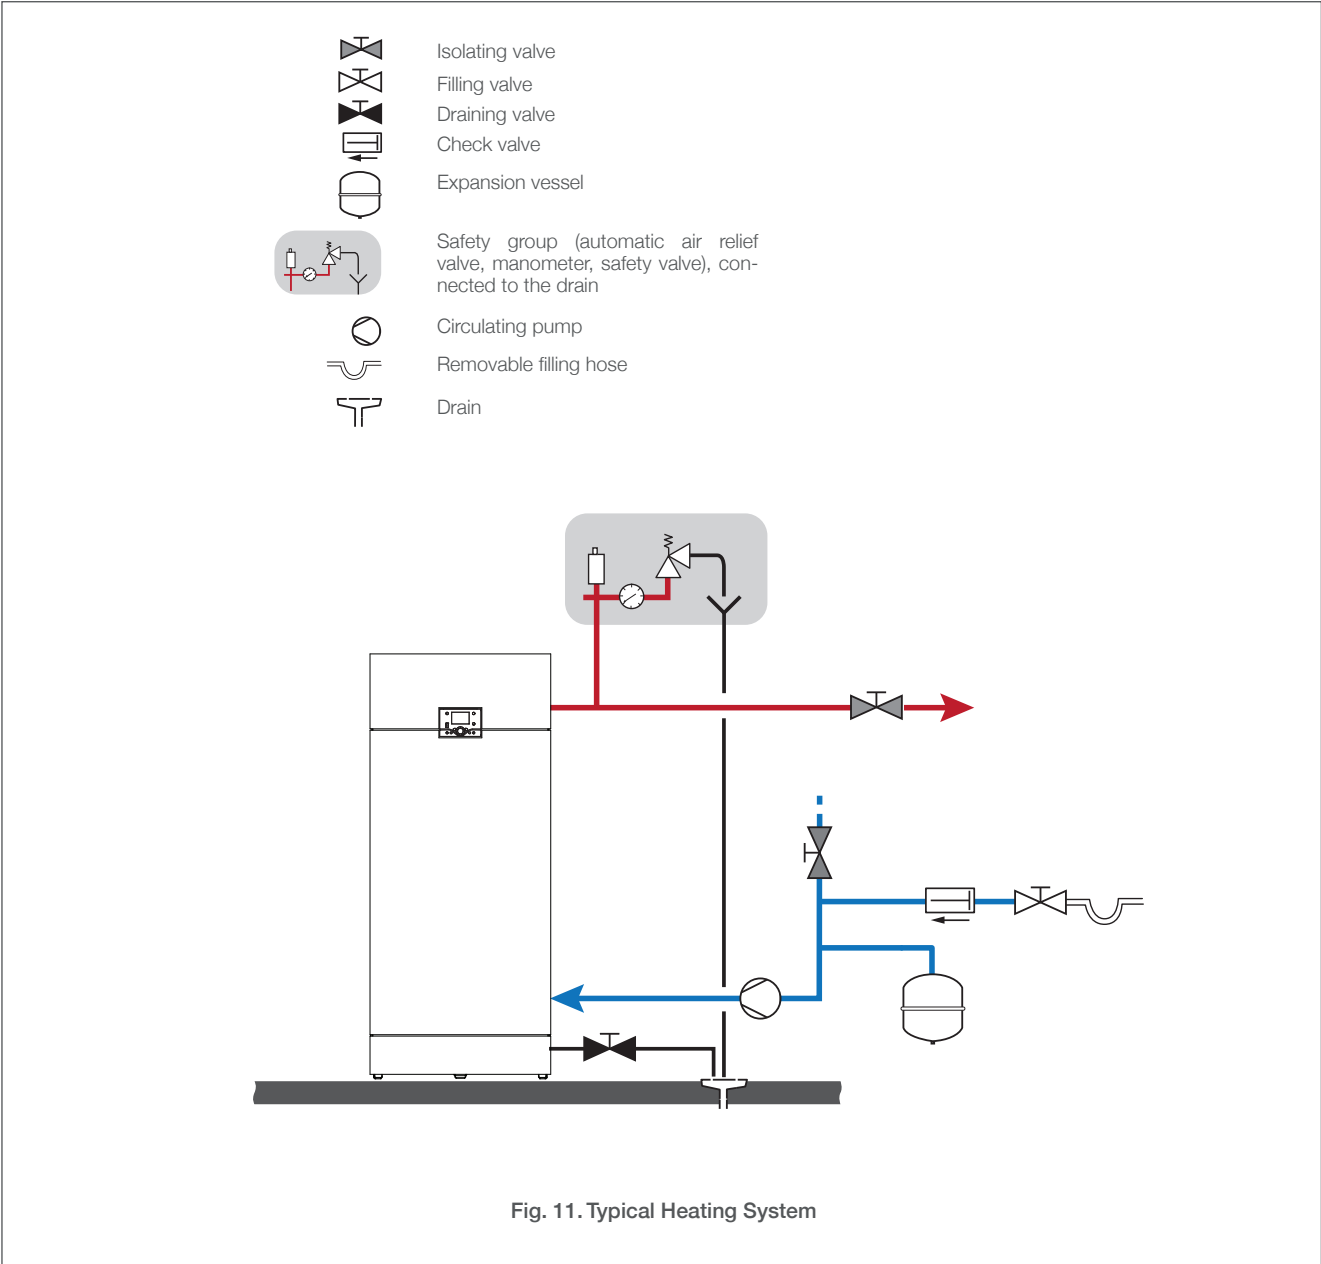 Isolating valve
Filling valve
Draining valve
Check valve
Expansion vessel
Safety group (automatic air relief
valve, manometer, safety valve), con-
nected to the drain
Circulating pump
Removable filling hose
Drain
Fig. 11. Typical Heating System